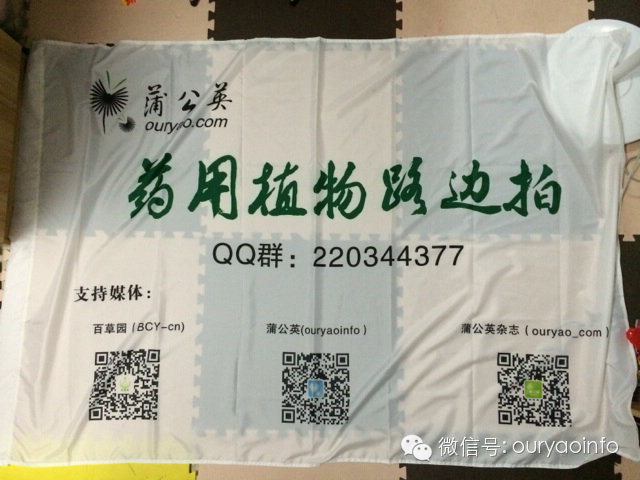 蒲公英
ouryao.com
药用植物路边拍
QQ群：220344377
支持媒体：
百草园（BCY-cn)
蒲公英(ouryaoinfo）
蒲公英杂志（ouryao_com）
微信号: ouryaoinfo